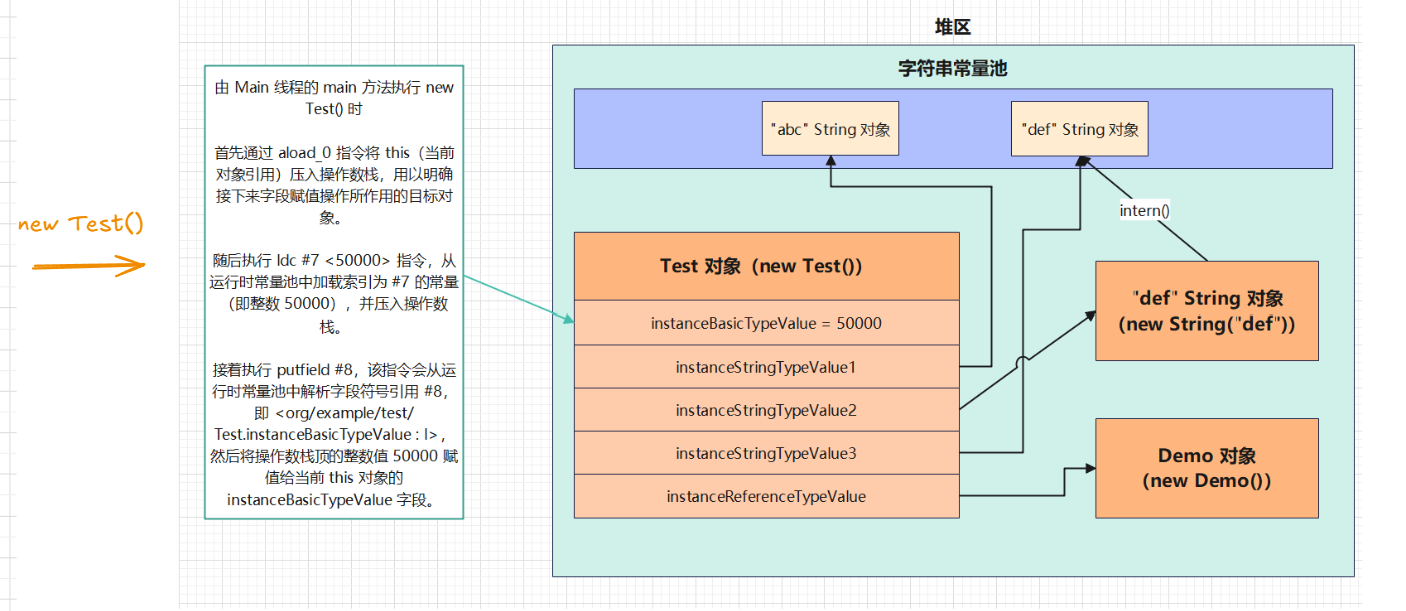 new Test()
由 Main 线程的 main 方法执行 new
Test() 时
首先通过 aload_0 指令将 this（当前
对象引用）压入操作数栈，用以明确
接下来字段赋值操作所作用的目标对
象。
随后执行 ldc #7 <50000> 指令，从
运行时常量池中加载索引为 #7 的常量
（即整数 50000），并压入操作数
栈。
接着执行 putfield #8，该指令会从运
行时常量池中解析字段符号引用 #8，
即 <org/example/test/
Test.instanceBasicTypeValue : I>，
然后将操作数栈顶的整数值 50000 赋
值给当前 this 对象的
instanceBasicTypeValue 字段。
堆区
字符串常量池
"abc" String 对象
"def" String 对象
intern()
Test 对象（new Test()）
instanceBasicTypeValue = 50000
instanceStringTypeValue1
instanceStringTypeValue2
instanceStringTypeValue3
instanceReferenceTypeValue
"def" String 对象
（new String("def")）
Demo 对象
（new Demo()）